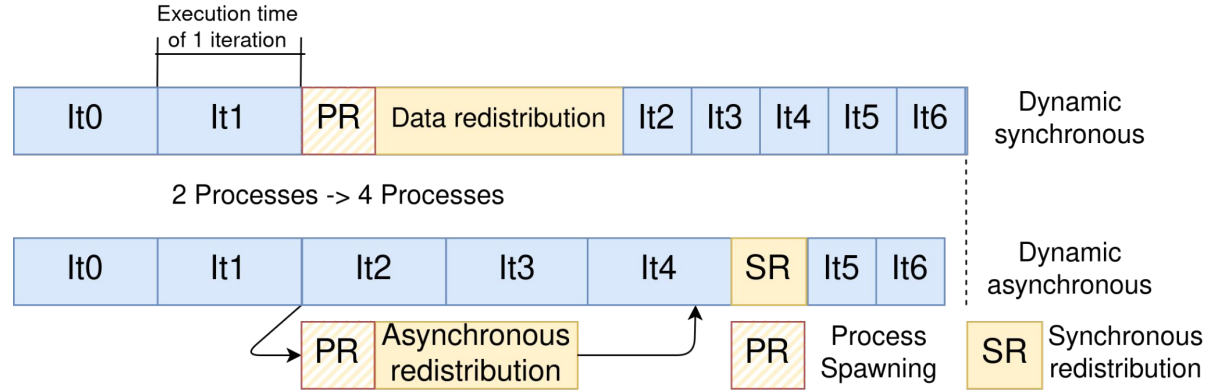 Execution time
of 1 iteration
It0 It1 PR Data redistribution It2 It3 It4 It5 It6
Dynamic
synchronous
2 Processes -> 4 Processes
It0 It1 It2 It3 It4 SR It5 It6
Dynamic
asynchronous
PR
Asynchronous
redistribution
PR
Process
Spawning
SR
Synchronous
redistribution